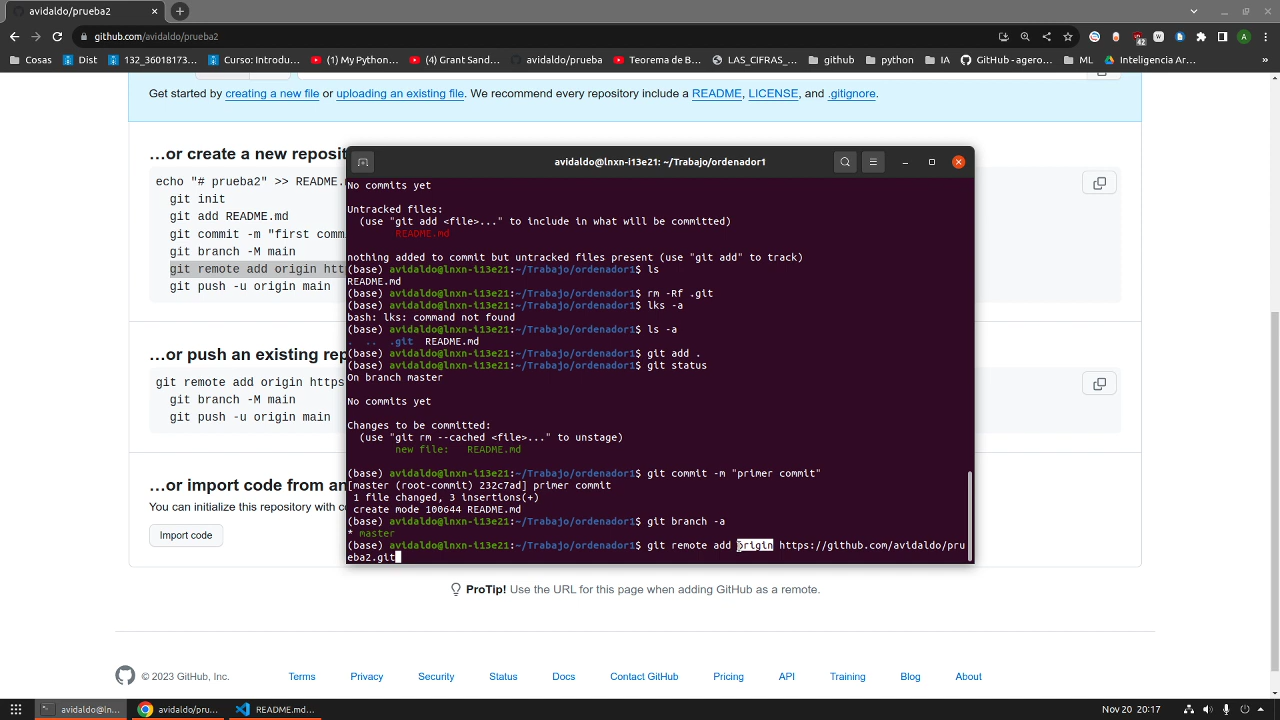 avidaldo/prueba2
github.com/avidaldo/prueba2
42
W
A
Cosas
Dist
132_36018173…
Curso: Introdu…
(1) My Python…
(4) Grant Sand…
avidaldo/prueba
Teorema de B…
LAS_CIFRAS_…
github
python
IA
GitHub - agero…
ML
Inteligencia Ar…
»
Get started by creating a new file or uploading an existing file. We recommend every repository include a README, LICENSE, and .gitignore.
…or create a new reposit
echo "# prueba2" >> README.
git init
git add README.md
git commit -m "first comm
git branch -M main
git remote add origin htt
git push -u origin main
…or push an existing rep
git remote add origin https
git branch -M main
git push -u origin main
…or import code from an
You can initialize this repository with co
Import code
avidaldo@lnxn-i13e21: ~/Trabajo/ordenador1
No commits yet
Untracked files:
(use "git add <file>..." to include in what will be committed)
README.md
nothing added to commit but untracked files present (use "git add" to track)
(base) avidaldo@lnxn-i13e21:~/Trabajo/ordenador1$ ls
README.md
(base) avidaldo@lnxn-i13e21:~/Trabajo/ordenador1$ rm -Rf .git
(base) avidaldo@lnxn-i13e21:~/Trabajo/ordenador1$ lks -a
bash: lks: command not found
(base) avidaldo@lnxn-i13e21:~/Trabajo/ordenador1$ ls -a
. .. .git README.md
(base) avidaldo@lnxn-i13e21:~/Trabajo/ordenador1$ git add .
(base) avidaldo@lnxn-i13e21:~/Trabajo/ordenador1$ git status
On branch master
No commits yet
Changes to be committed:
(use "git rm --cached <file>..." to unstage)
new file: README.md
(base) avidaldo@lnxn-i13e21:~/Trabajo/ordenador1$ git commit -m "primer commit"
[master (root-commit) 232c7ad] primer commit
1 file changed, 3 insertions(+)
create mode 100644 README.md
(base) avidaldo@lnxn-i13e21:~/Trabajo/ordenador1$ git branch -a
* master
(base) avidaldo@lnxn-i13e21:~/Trabajo/ordenador1$ git remote add origin https://github.com/avidaldo/pru
eba2.git
ProTip! Use the URL for this page when adding GitHub as a remote.
© 2023 GitHub, Inc.
Terms
Privacy
Security
Status
Docs
Contact GitHub
Pricing
API
Training
Blog
About
avidaldo@ln…
avidaldo/pru…
README.md…
Nov 20 20:17